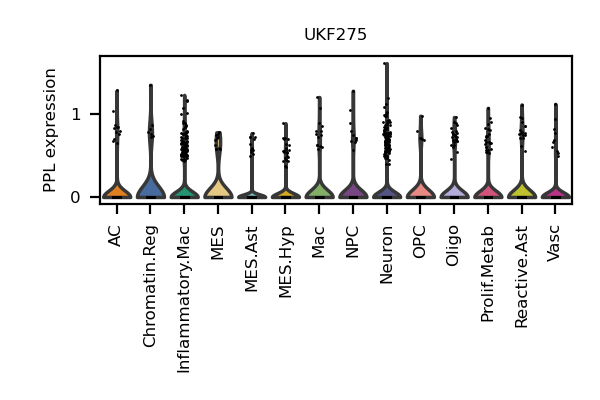 UKF275
PPL expression
1
0
AC
Chromatin.Reg
Inflammatory.Mac
MES
MES.Ast
MES.Hyp
Mac
NPC
Neuron
OPC
Oligo
Prolif.Metab
Reactive.Ast
Vasc